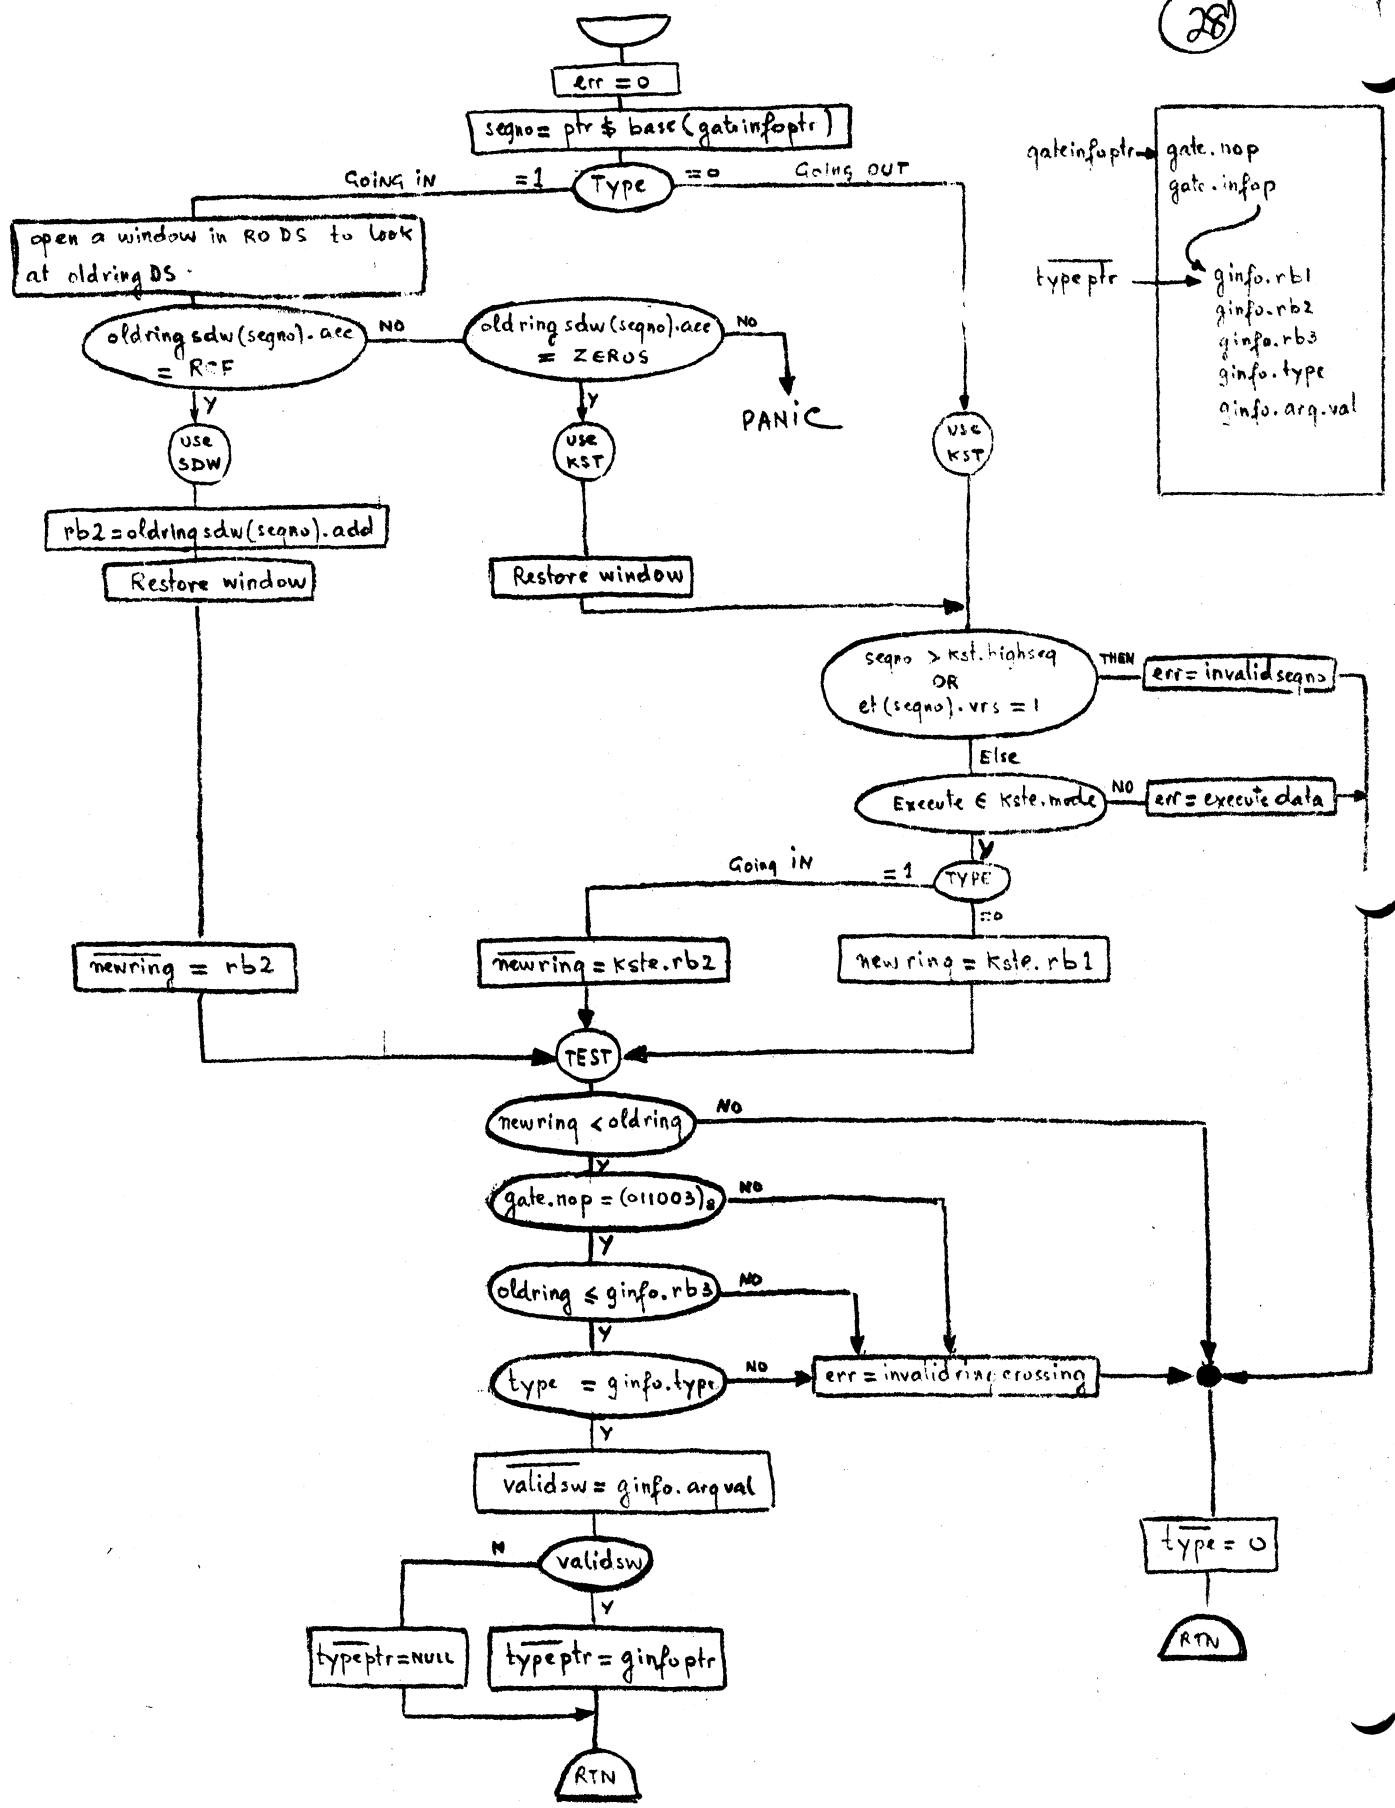 28
err = 0
segno = ptr $ base (gateinfoptr)
Type
=1
GOING IN
=0
GOING OUT
gateinfoptr
gate.nop
gate.infop
typeptr
ginfo.rb1
ginfo.rb2
ginfo.rb3
ginfo.type
ginfo.arg.val
open a window in RO DS to look
at oldring DS.
oldring sdw (segno).acc
=
NO
oldring sdw (segno).acc
= ZEROS
NO
PANIC
Y
Y
use
SDW
use
KST
use
KST
rb2 = oldring sdw (segno).add
Restore window
Restore window
segno > kst.highseg
OR
et (segno).vrs = 1
THEN
err = invalid segno
Else
Execute ∈ kste.mode
NO
err = execute data
Y
TYPE
=1
Going IN
=0
newring = rb2
newring = kste.rb2
newring = kste.rb1
TEST
newring < oldring
NO
Y
gate.nop = (011003)8
NO
Y
oldring ≤ ginfo.rb3
NO
Y
type = ginfo.type
NO
err = invalid ring crossing
Y
validsw = ginfo.argval
type = 0
validsw
N
Y
RTN
typeptr = NULL
typeptr = ginfoptr
RTN